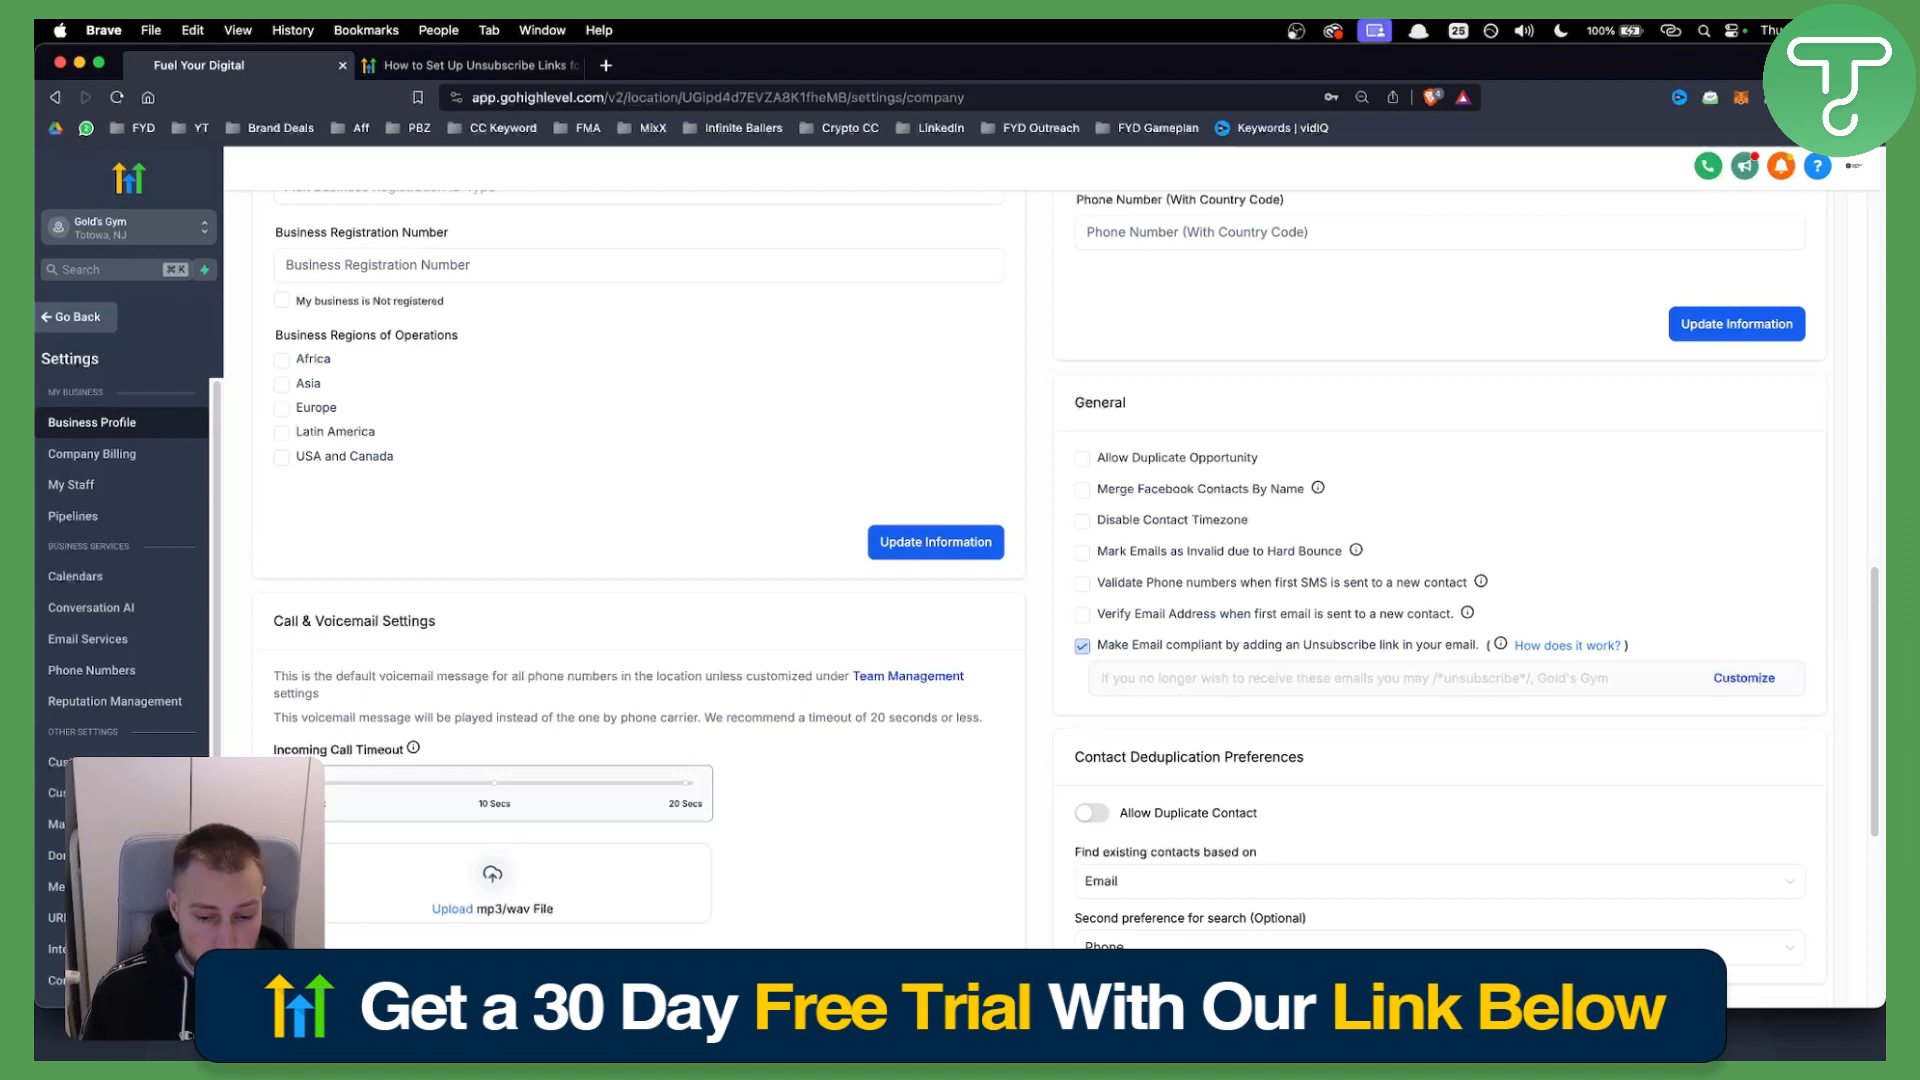 Brave File Edit View History Bookmarks People Tab Window Help
25
100%
Thu
Fuel Your Digital
How to Set Up Unsubscribe Links fo
app.gohighlevel.com/v2/location/UGipd4d7EVZA8K1fheMB/settings/company
FYD YT Brand Deals Aff PBZ CC Keyword FMA MixX Infinite Ballers Crypto CC LinkedIn FYD Outreach FYD Gameplan Keywords | vidIQ
Gold's Gym
Totowa, NJ
Search ⌘ K
Go Back
Settings
MY BUSINESS
Business Profile
Company Billing
My Staff
Pipelines
BUSINESS SERVICES
Calendars
Conversation AI
Email Services
Phone Numbers
Reputation Management
OTHER SETTINGS
Business Registration Number
Business Registration Number
My business is Not registered
Business Regions of Operations
Africa
Asia
Europe
Latin America
USA and Canada
Update Information
Call & Voicemail Settings
This is the default voicemail message for all phone numbers in the location unless customized under Team Management
settings
This voicemail message will be played instead of the one by phone carrier. We recommend a timeout of 20 seconds or less.
Incoming Call Timeout
10 Secs 20 Secs
Upload mp3/wav File
Phone Number (With Country Code)
Phone Number (With Country Code)
Update Information
General
Allow Duplicate Opportunity
Merge Facebook Contacts By Name
Disable Contact Timezone
Mark Emails as Invalid due to Hard Bounce
Validate Phone numbers when first SMS is sent to a new contact
Verify Email Address when first email is sent to a new contact.
Make Email compliant by adding an Unsubscribe link in your email. ( How does it work? )
If you no longer wish to receive these emails you may /*unsubscribe*/, Gold's Gym
Customize
Contact Deduplication Preferences
Allow Duplicate Contact
Find existing contacts based on
Email
Second preference for search (Optional)
Phone
Get a 30 Day Free Trial With Our Link Below